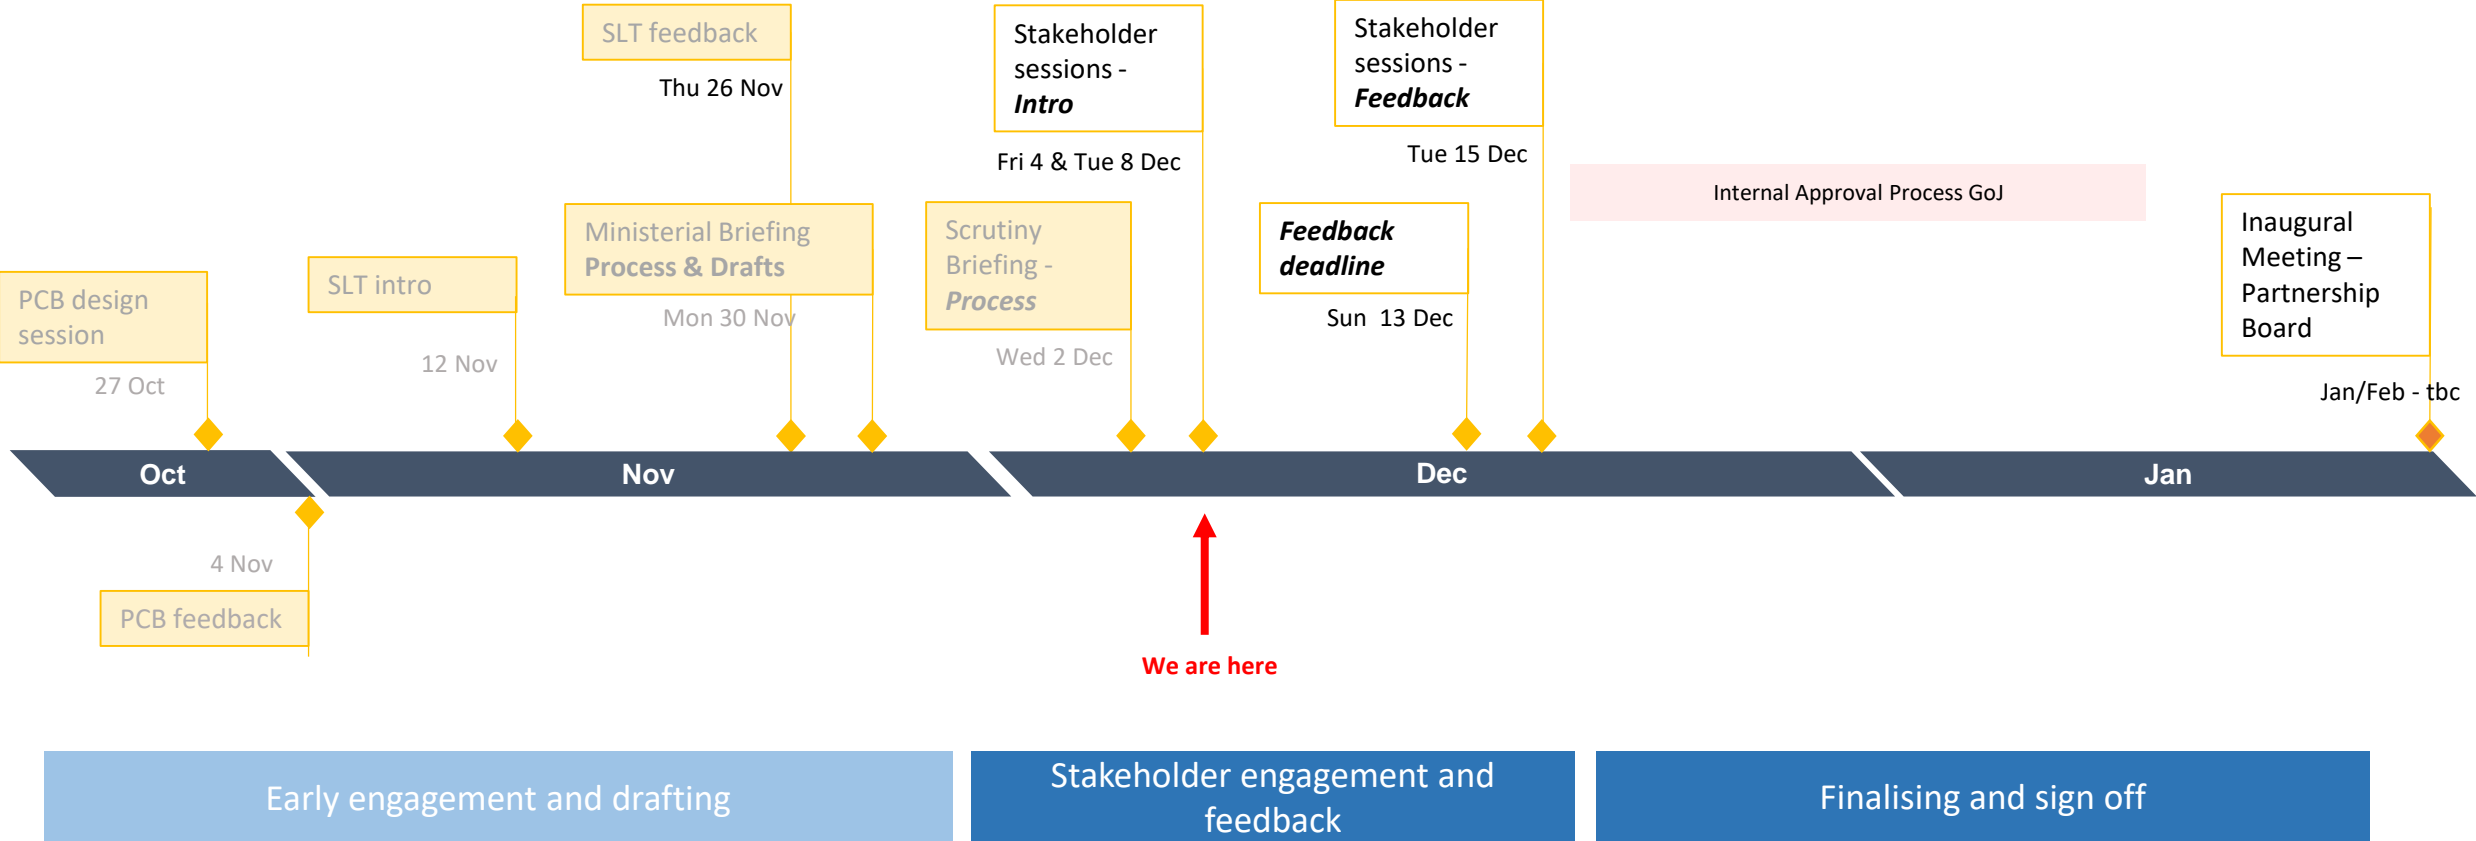 SLT feedback
Thu 26 Nov
Stakeholder
sessions -
Intro
Fri 4 & Tue 8 Dec
Stakeholder
sessions -
Feedback
Tue 15 Dec
Internal Approval Process GoJ
PCB design
session
27 Oct
SLT intro
12 Nov
Ministerial Briefing
Process & Drafts
Mon 30 Nov
Scrutiny
Briefing -
Process
Wed 2 Dec
Feedback
deadline
Sun 13 Dec
Inaugural
Meeting –
Partnership
Board
Jan/Feb - tbc
Oct
Nov
Dec
Jan
4 Nov
PCB feedback
We are here
Early engagement and drafting
Stakeholder engagement and
feedback
Finalising and sign off